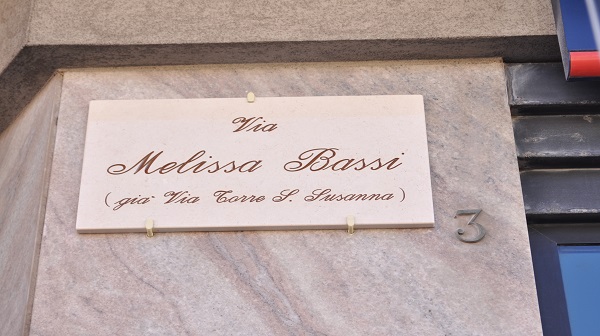 Via
Melissa Bassi
(già Via Torre S. Susanna)
3